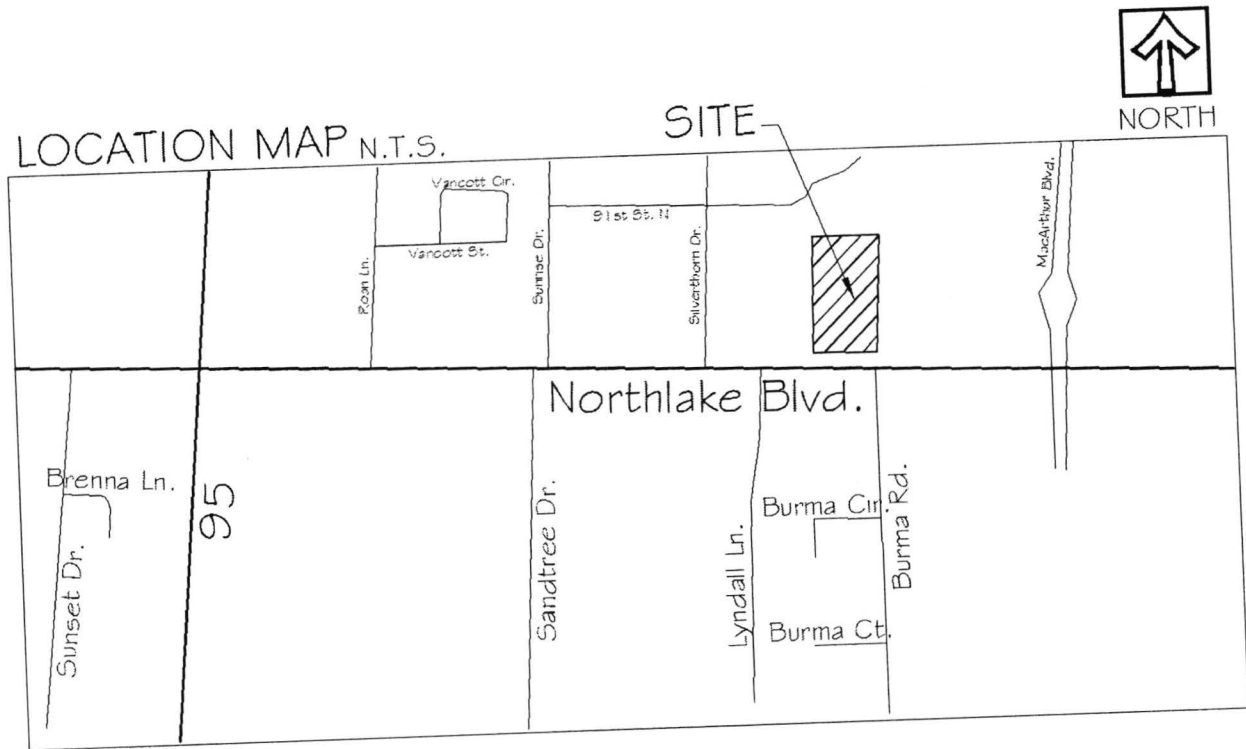 NORTH
LOCATION MAP N.T.S.
SITE
Vancott Cir.
91st St. N
Vancott St.
Roan Ln.
Sunrise Dr.
Silverthorn Dr.
MacArthur Blvd.
Northlake Blvd.
Brenna Ln.
95
Sunset Dr.
Sandtree Dr.
Lyndall Ln.
Burma Cir.
Burma Rd.
Burma Ct.